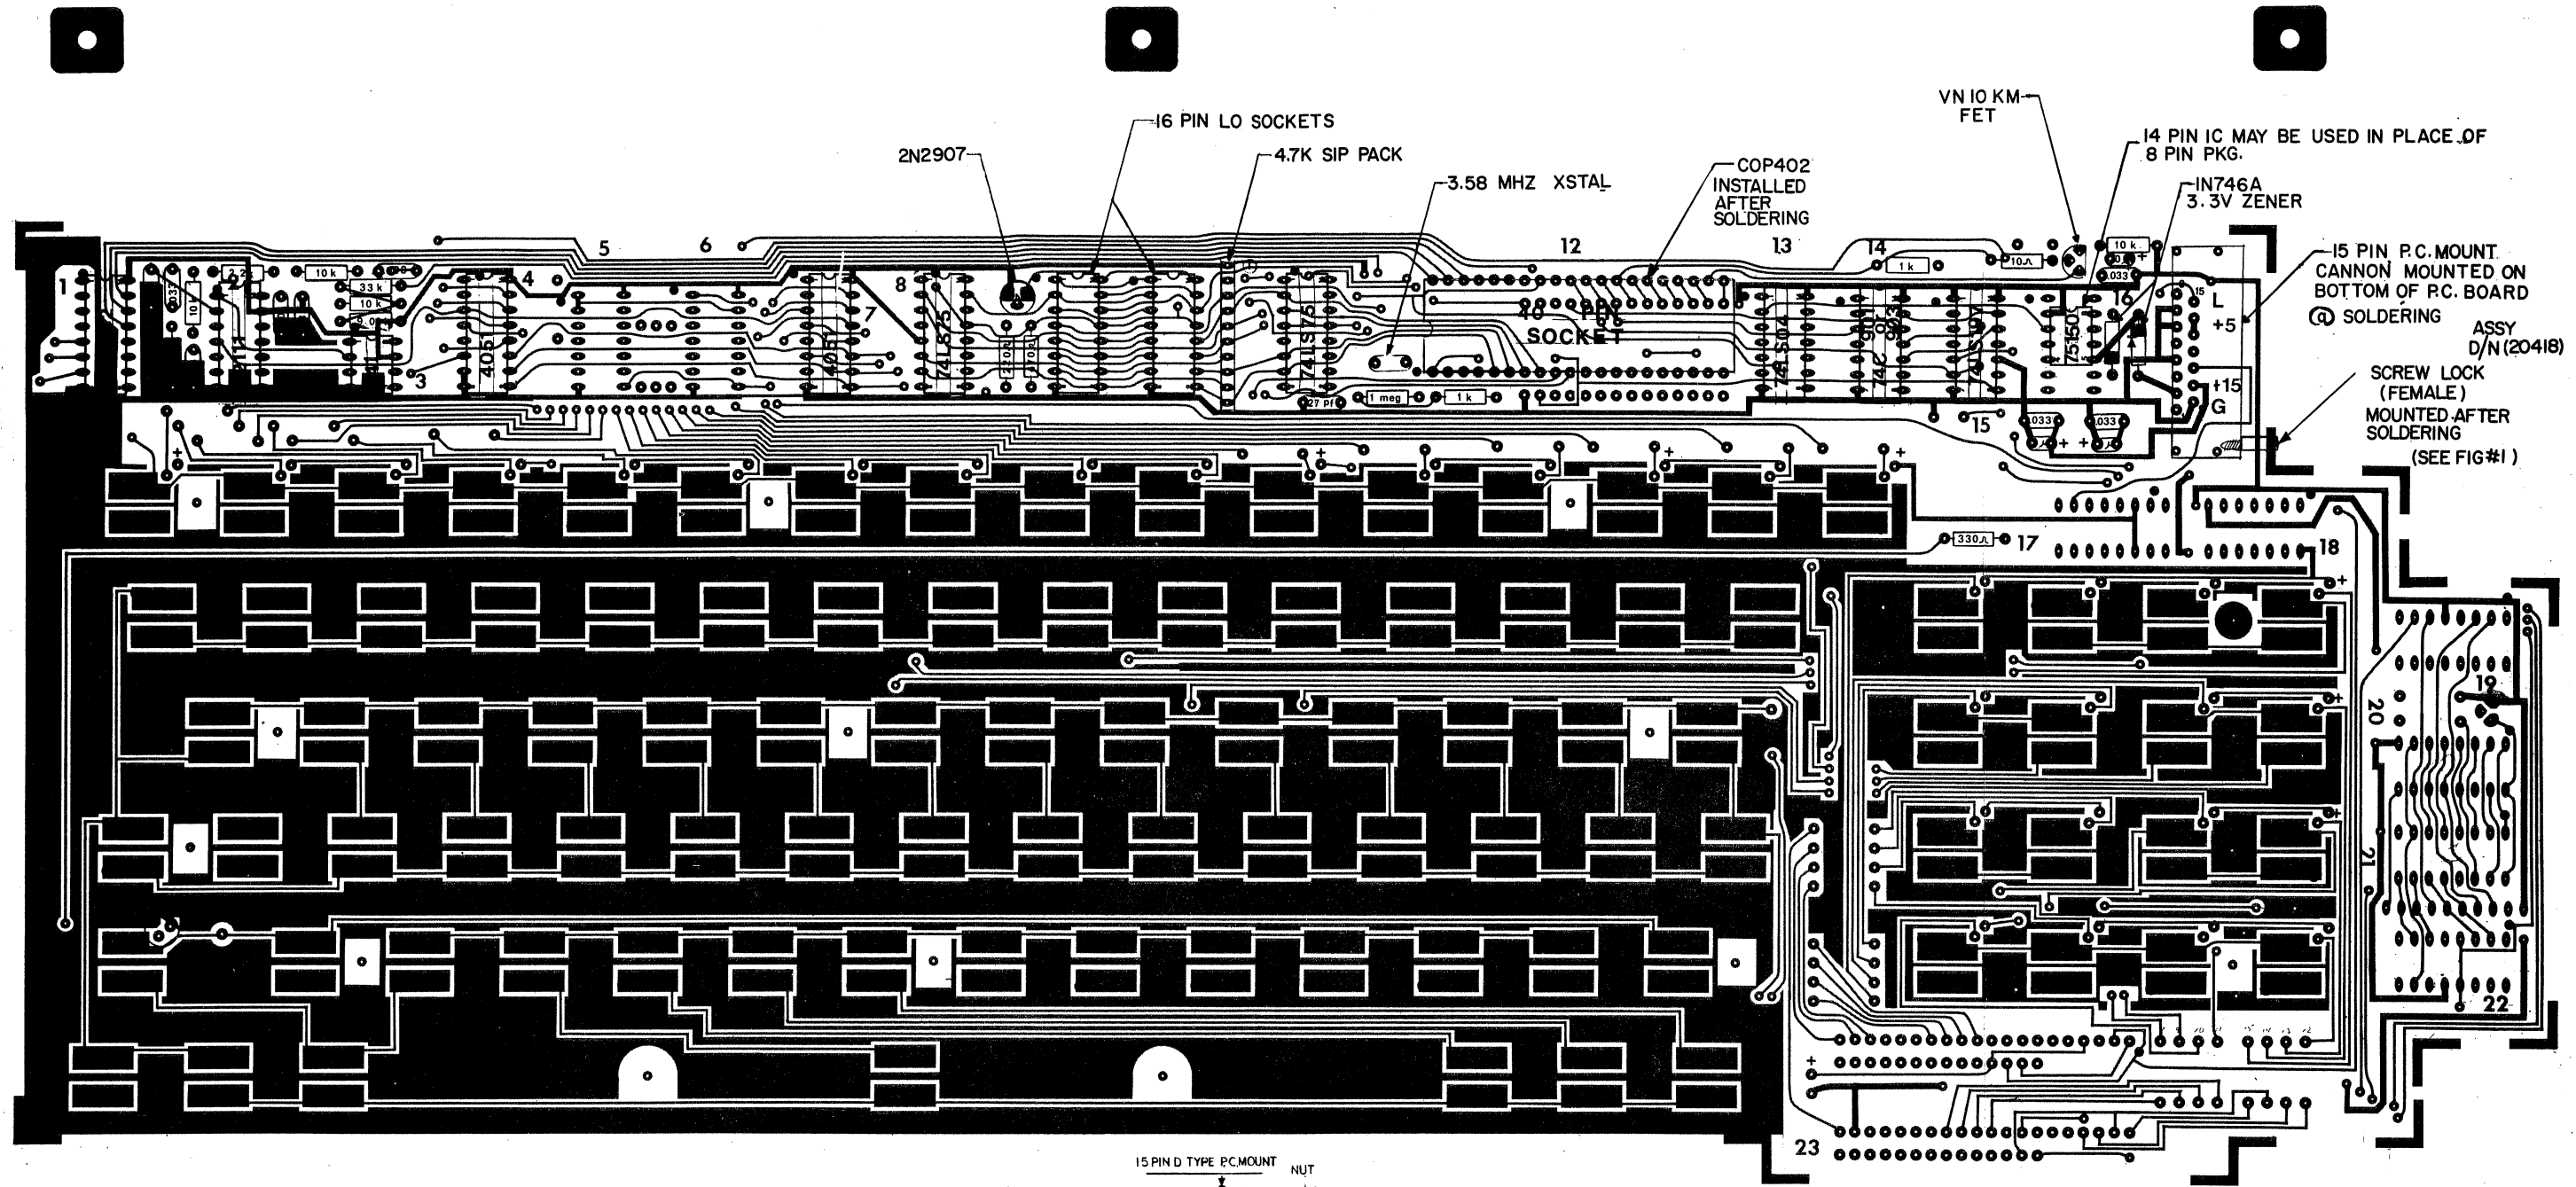 VN 10 KM
FET
16 PIN LO SOCKETS
2N2907
4.7K SIP PACK
3.58 MHZ XSTAL
COP402
INSTALLED
AFTER
SOLDERING
14 PIN IC MAY BE USED IN PLACE OF
8 PIN PKG.
IN746A
3.3V ZENER
15 PIN P.C. MOUNT
CANNON MOUNTED ON
BOTTOM OF P.C. BOARD
@ SOLDERING
ASSY
D/N (20418)
SCREW LOCK
(FEMALE)
MOUNTED AFTER
SOLDERING
(SEE FIG #1)
1
10k
10 k
33 k
10 k
3
4051
4
5
6
4051
7
8
74LS75
74LS75
40 PIN
SOCKET
12
1 meg
1 k
27 Pf
13
74LS04
14
1 k
10Ω
10 k
.033
15
.033
.033
16
15
L
+5
+15
G
330Ω
17
18
19
20
21
22
23
15 PIN D TYPE P.C. MOUNT
NUT